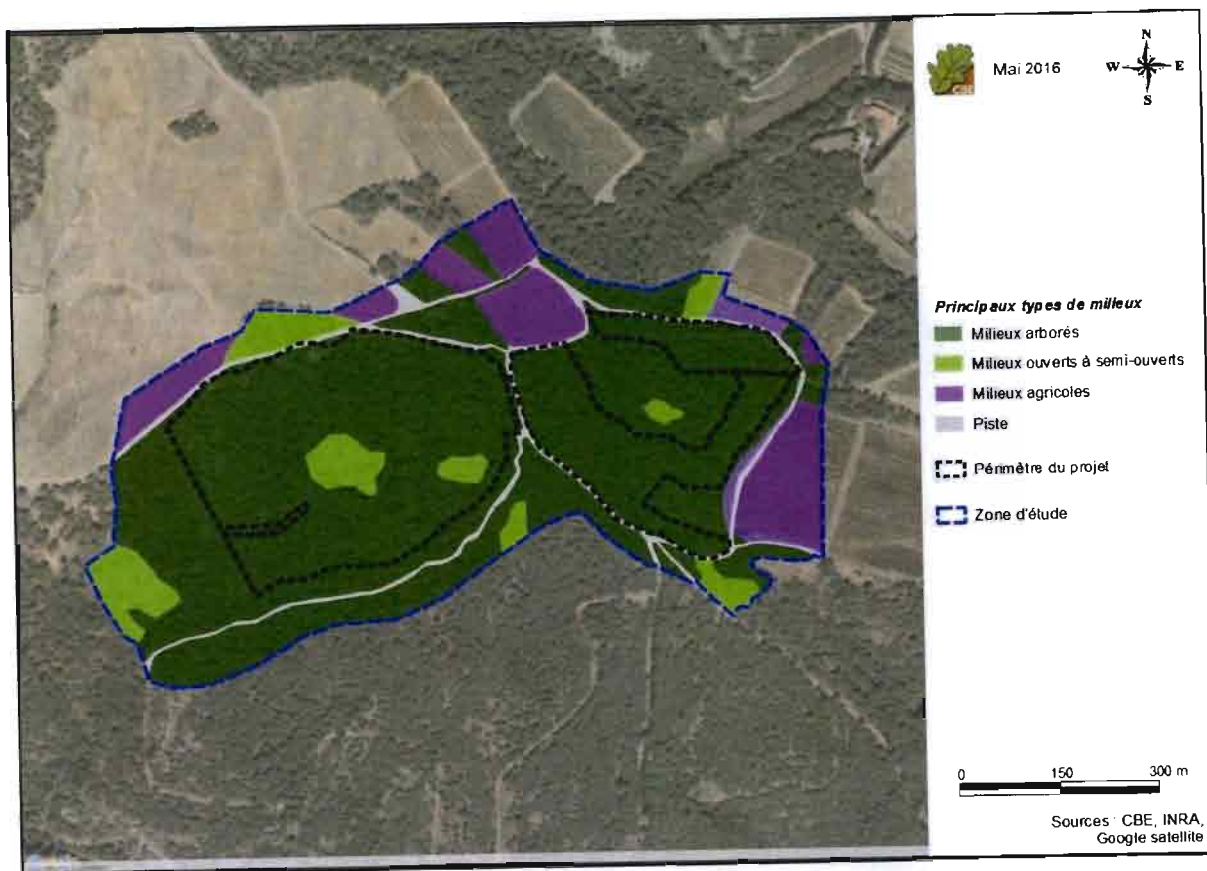 CBE
Mai 2016
N
W E
S
Principaux types de milieux
Milieux arborés
Milieux ouverts à semi-ouverts
Milieux agricoles
Piste
Périmètre du projet
Zone d'étude
0 150 300 m
Sources : CBE, INRA,
Google satellite